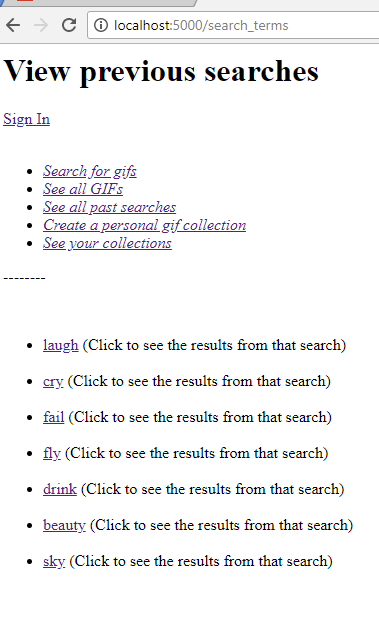 localhost:5000/search_terms
View previous searches
Sign In
Search for gifs
See all GIFs
See all past searches
Create a personal gif collection
See your collections
--------
laugh (Click to see the results from that search)
cry (Click to see the results from that search)
fail (Click to see the results from that search)
fly (Click to see the results from that search)
drink (Click to see the results from that search)
beauty (Click to see the results from that search)
sky (Click to see the results from that search)